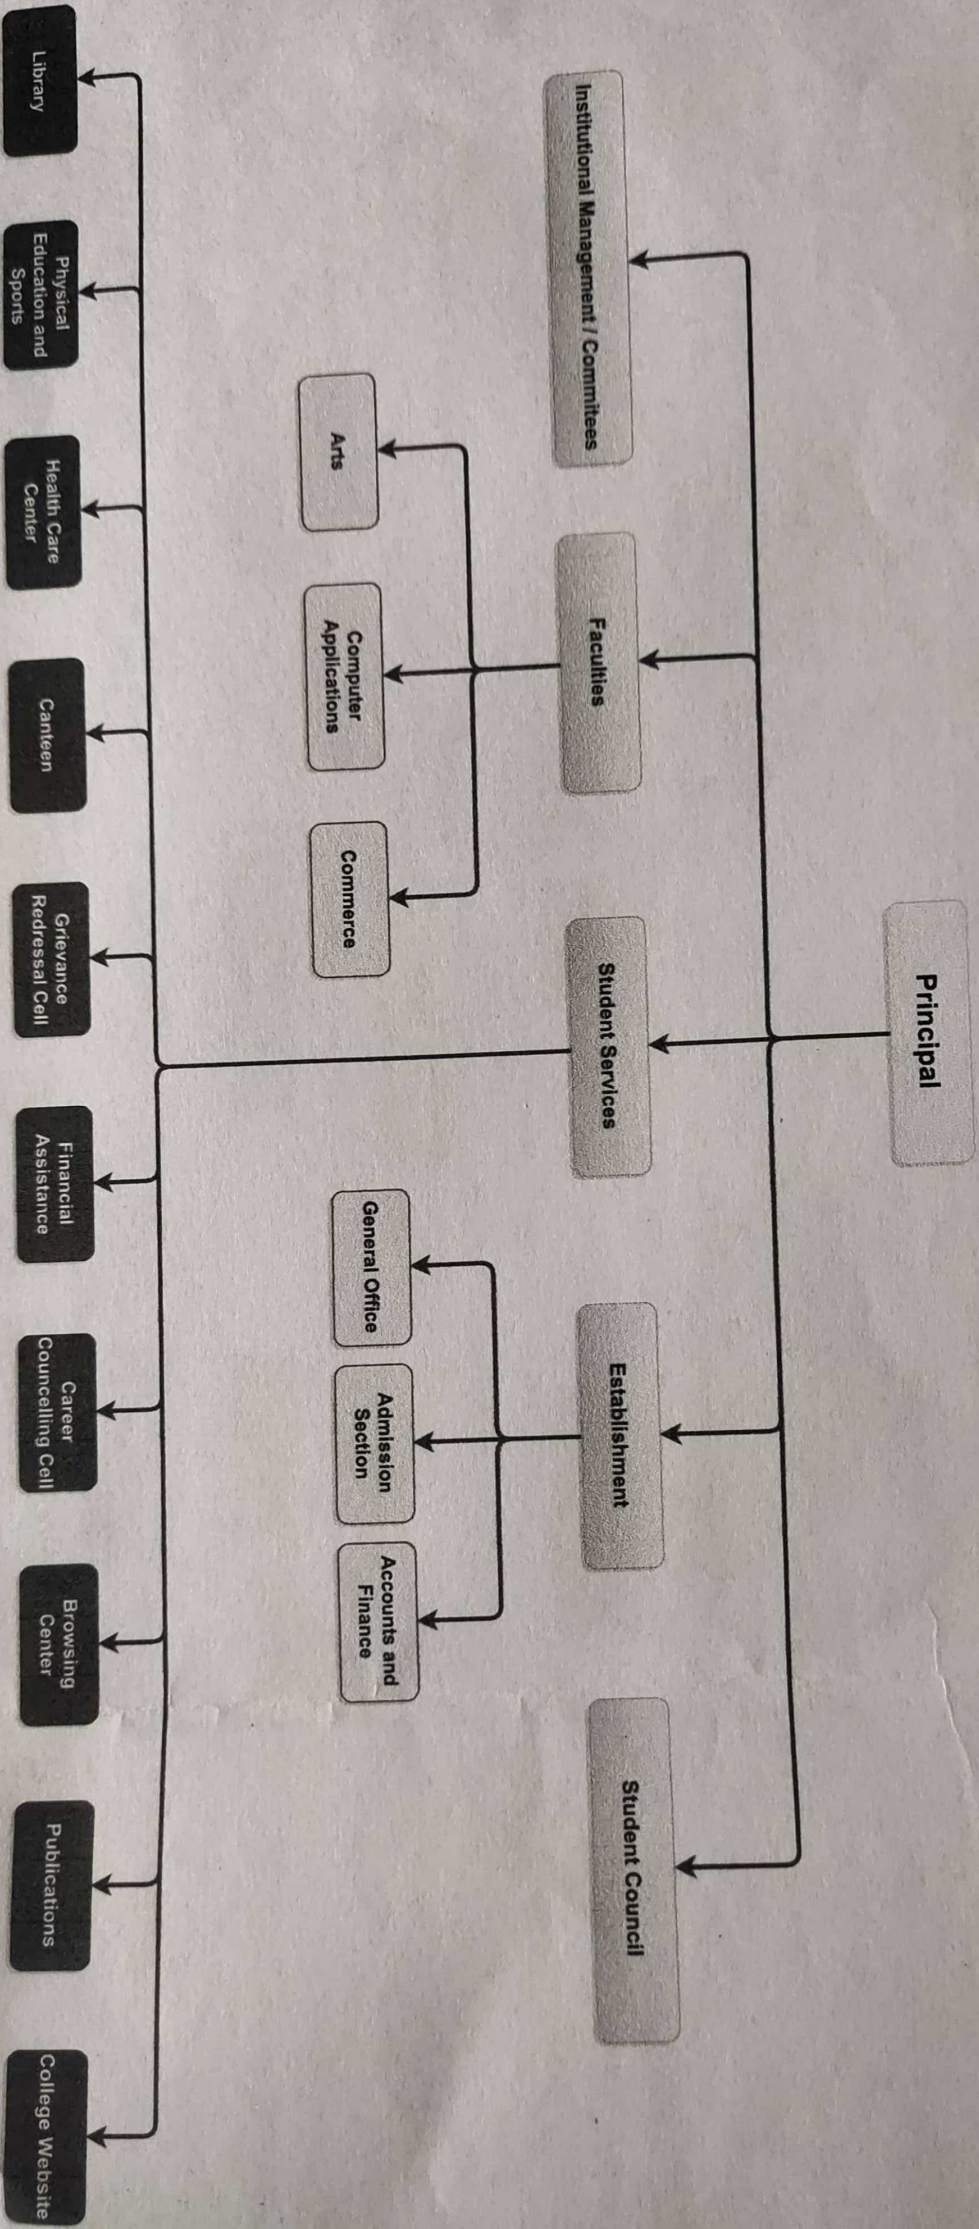 Principal
Institutional Management / Commitees
Faculties
Student Services
Establishment
Student Council
Arts
Computer
Applications
Commerce
General Office
Admission
Section
Accounts and
Finance
Library
Physical
Education and
Sports
Health Care
Center
Canteen
Grievance
Redressal Cell
Financial
Assistance
Career
Councelling Cell
Browsing
Center
Publications
College Website